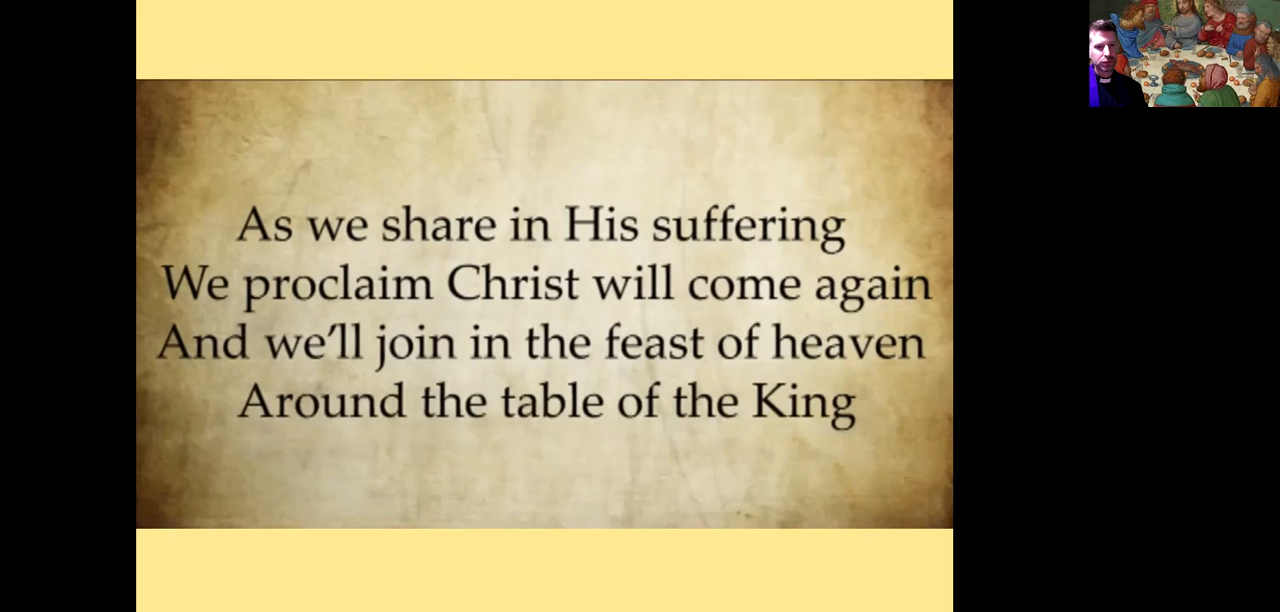 As we share in His suffering
We proclaim Christ will come again
And we’ll join in the feast of heaven
Around the table of the King